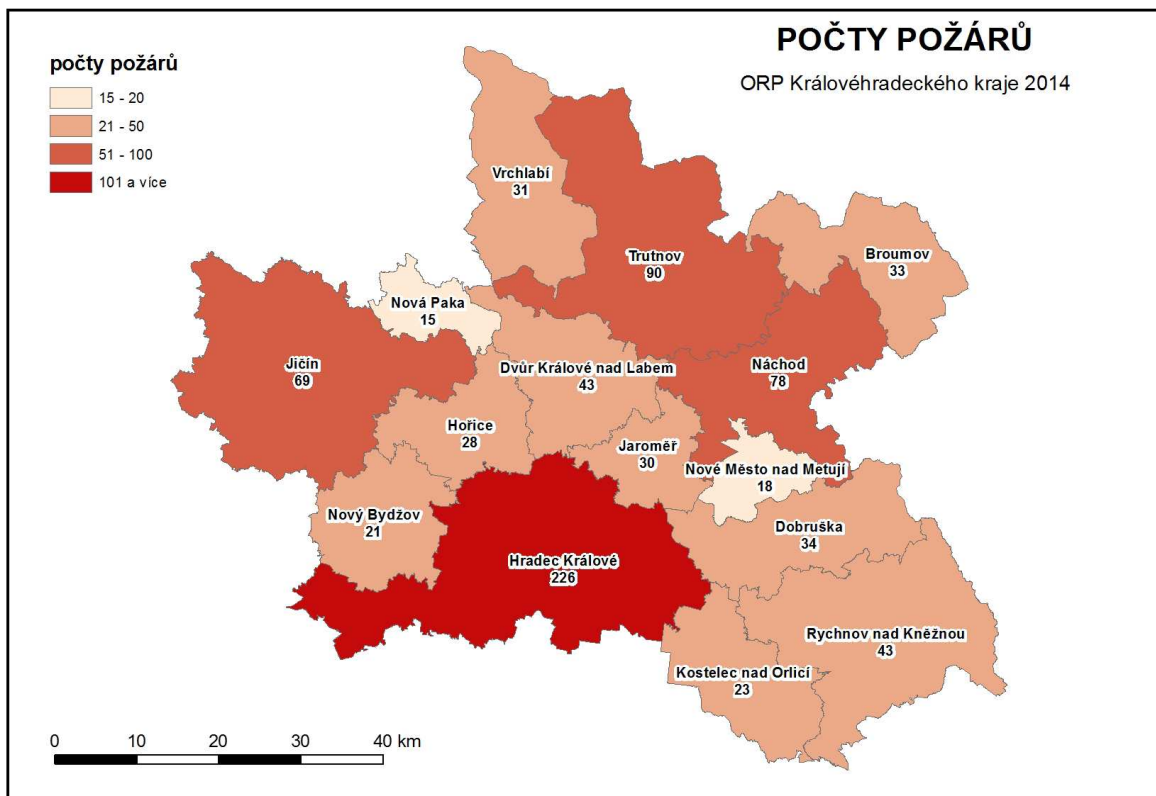 POČTY POŽÁRŮ
ORP Královéhradeckého kraje 2014
počty požárů
15 - 20
21 - 50
51 - 100
101 a více
Vrchlabí
31
Trutnov
90
Broumov
33
Nová Paka
15
Jičín
69
Dvůr Králové nad Labem
43
Náchod
78
Hořice
28
Jaroměř
30
Nové Město nad Metují
18
Nový Bydžov
21
Dobruška
34
Hradec Králové
226
Rychnov nad Kněžnou
43
Kostelec nad Orlicí
23
0 10 20 30 40 km